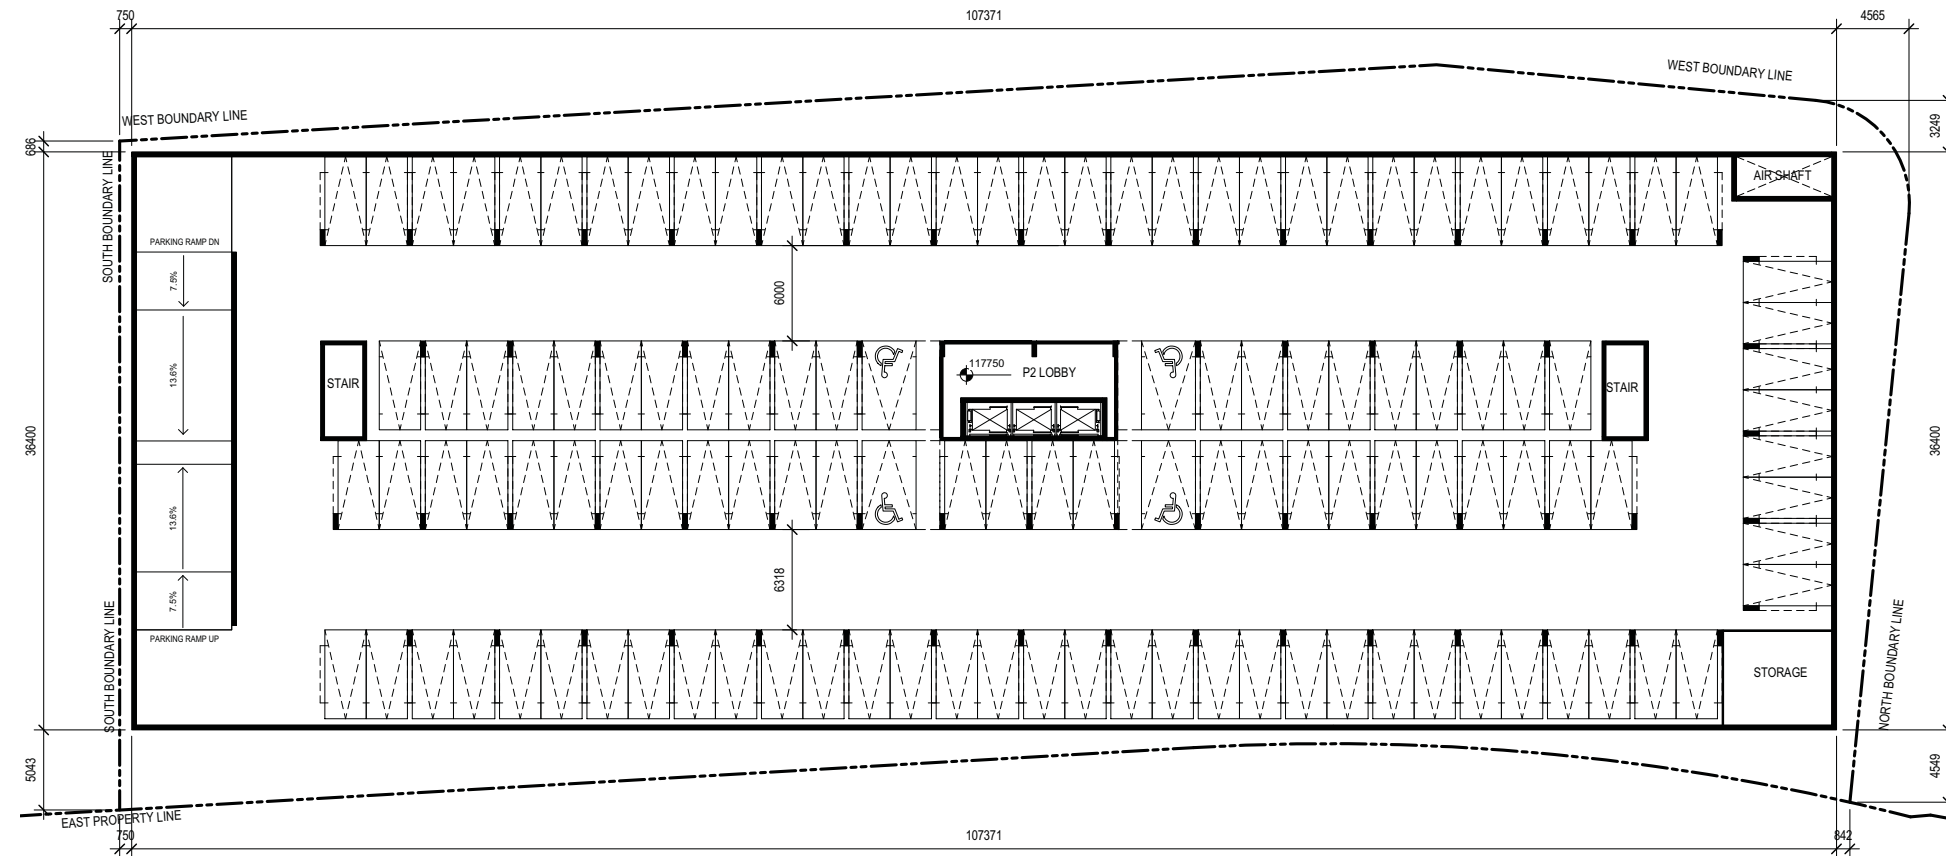 750
107371
4565
WEST BOUNDARY LINE
WEST BOUNDARY LINE
686
3249
SOUTH BOUNDARY LINE
AIR SHAFT
PARKING RAMP DN
7.5%
6000
13.6%
STAIR
117750
P2 LOBBY
STAIR
36400
36400
13.6%
6318
7.5%
PARKING RAMP UP
SOUTH BOUNDARY LINE
NORTH BOUNDARY LINE
STORAGE
5043
4549
EAST PROPERTY LINE
750
107371
842